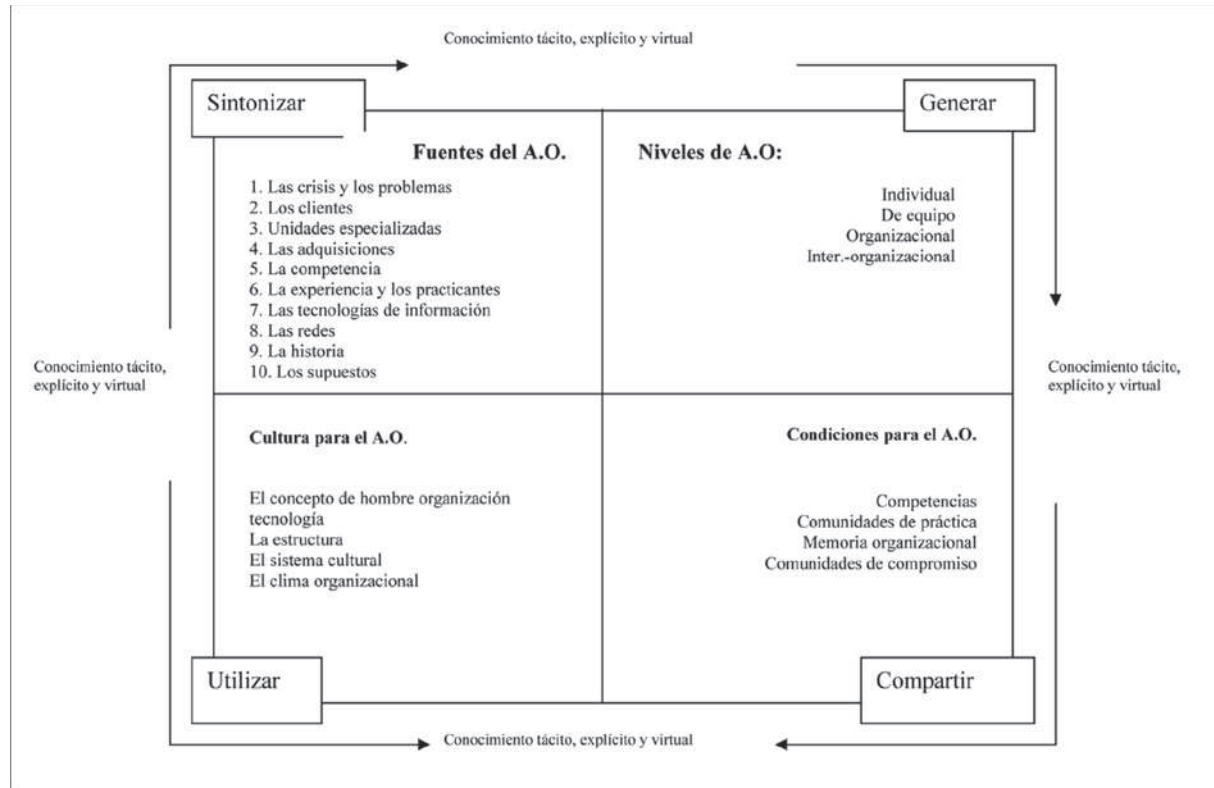 Conocimiento tácito, explícito y virtual
Sintonizar
Generar
Fuentes del A.O.
1. Las crisis y los problemas
2. Los clientes
3. Unidades especializadas
4. Las adquisiciones
5. La competencia
6. La experiencia y los practicantes
7. Las tecnologías de información
8. Las redes
9. La historia
10. Los supuestos
Niveles de A.O:
Individual
De equipo
Organizacional
Inter.-organizacional
Conocimiento tácito,
explícito y virtual
Conocimiento tácito,
explícito y virtual
Cultura para el A.O.
El concepto de hombre organización
tecnología
La estructura
El sistema cultural
El clima organizacional
Condiciones para el A.O.
Competencias
Comunidades de práctica
Memoria organizacional
Comunidades de compromiso
Utilizar
Compartir
Conocimiento tácito, explícito y virtual